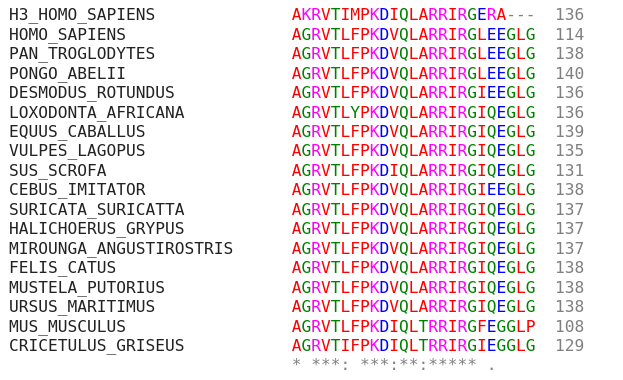 H3_HOMO_SAPIENS AKRVTIMPKDIQLARRIRGERA--- 136
HOMO_SAPIENS AGRVTLFPKDVQLARRIRGLEEGLG 114
PAN_TROGLODYTES AGRVTLFPKDVQLARRIRGLEEGLG 138
PONGO_ABELII AGRVTLFPKDVQLARRIRGLEEGLG 140
DESMODUS_ROTUNDUS AGRVTLFPKDVQLARRIRGIEEGLG 136
LOXODONTA_AFRICANA AGRVTLYPKDVQLARRIRGIQEGLG 136
EQUUS_CABALLUS AGRVTLFPKDVQLARRIRGIQEGLG 139
VULPES_LAGOPUS AGRVTLFPKDVQLARRIRGIQEGLG 135
SUS_SCROFA AGRVTLFPKDIQLARRIRGIQEGLG 131
CEBUS_IMITATOR AGRVTLFPKDVQLARRIRGIEEGLG 138
SURICATA_SURICATTA AGRVTLFPKDVQLARRIRGIQEGLG 137
HALICHOERUS_GRYPUS AGRVTLFPKDVQLARRIRGIQEGLG 137
MIROUNGA_ANGUSTIROSTRIS AGRVTLFPKDVQLARRIRGIQEGLG 137
FELIS_CATUS AGRVTLFPKDVQLARRIRGIQEGLG 138
MUSTELA_PUTORIUS AGRVTLFPKDVQLARRIRGIQEGLG 138
URSUS_MARITIMUS AGRVTLFPKDVQLARRIRGIQEGLG 138
MUS_MUSCULUS AGRVTLFPKDIQLTRRIRGFEGGLP 108
CRICETULUS_GRISEUS AGRVTIFPKDIQLTRRIRGIEGGLG 129
* ***: ***:**:***** .